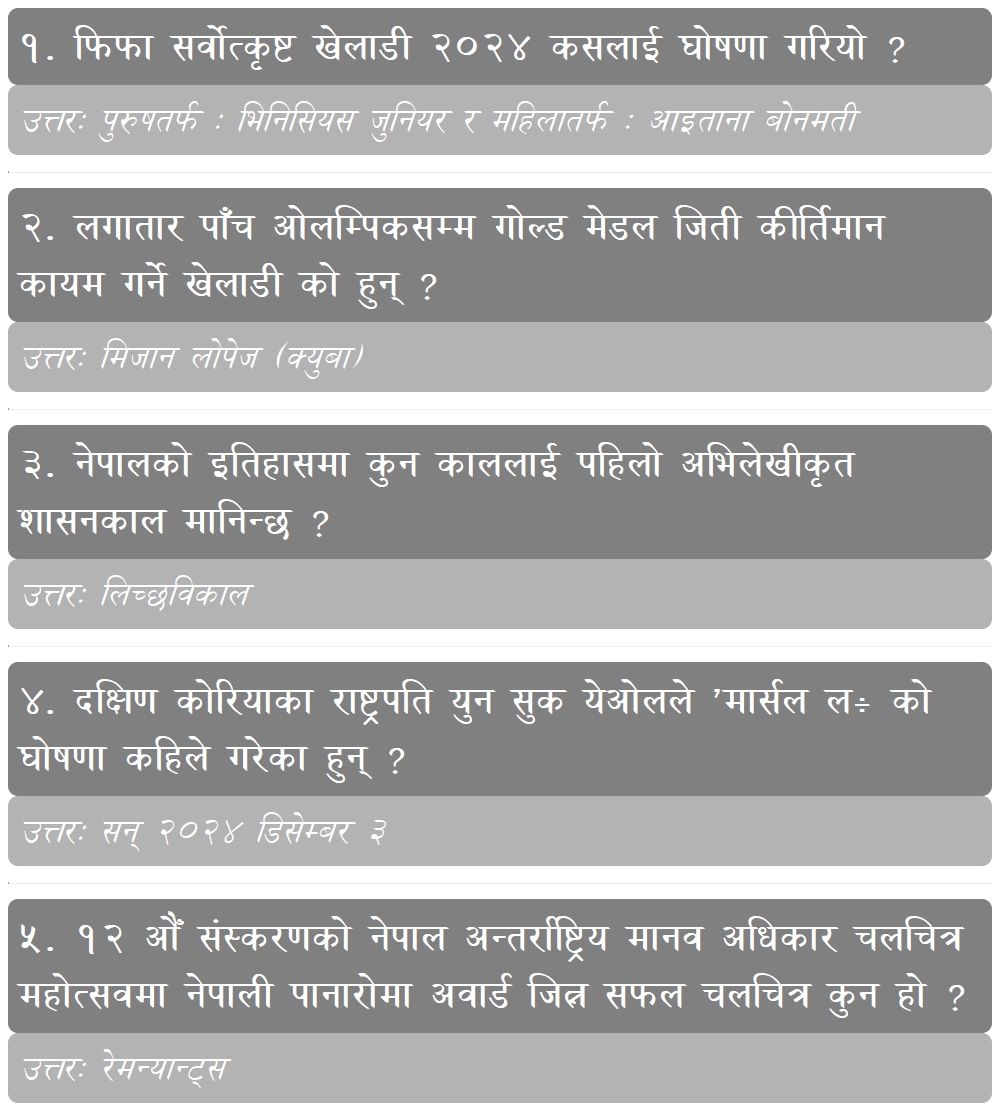 १. फिफा सर्वोत्कृष्ट खेलाडी २०२४ कसलाई घोषणा गरियो ?
उत्तरः पुरुषतर्फ : भिनिसियस जुनियर र महिलातर्फ : आइताना बोनमती
२. लगातार पाँच ओलम्पिकसम्म गोल्ड मेडल जिती कीर्तिमान
कायम गर्ने खेलाडी को हुन् ?
उत्तरः मिजान लोपेज (क्युबा)
३. नेपालको इतिहासमा कुन काललाई पहिलो अभिलेखीकृत
शासनकाल मानिन्छ ?
उत्तरः लिच्छविकाल
४. दक्षिण कोरियाका राष्ट्रपति युन सुक येओलले ’मार्सल ल÷ को
घोषणा कहिले गरेका हुन् ?
उत्तरः सन् २०२४ डिसेम्बर ३
५. १२ औँ संस्करणको नेपाल अन्तर्राष्ट्रिय मानव अधिकार चलचित्र
महोत्सवमा नेपाली पानारोमा अवार्ड जित्न सफल चलचित्र कुन हो ?
उत्तरः रेमन्यान्ट्स